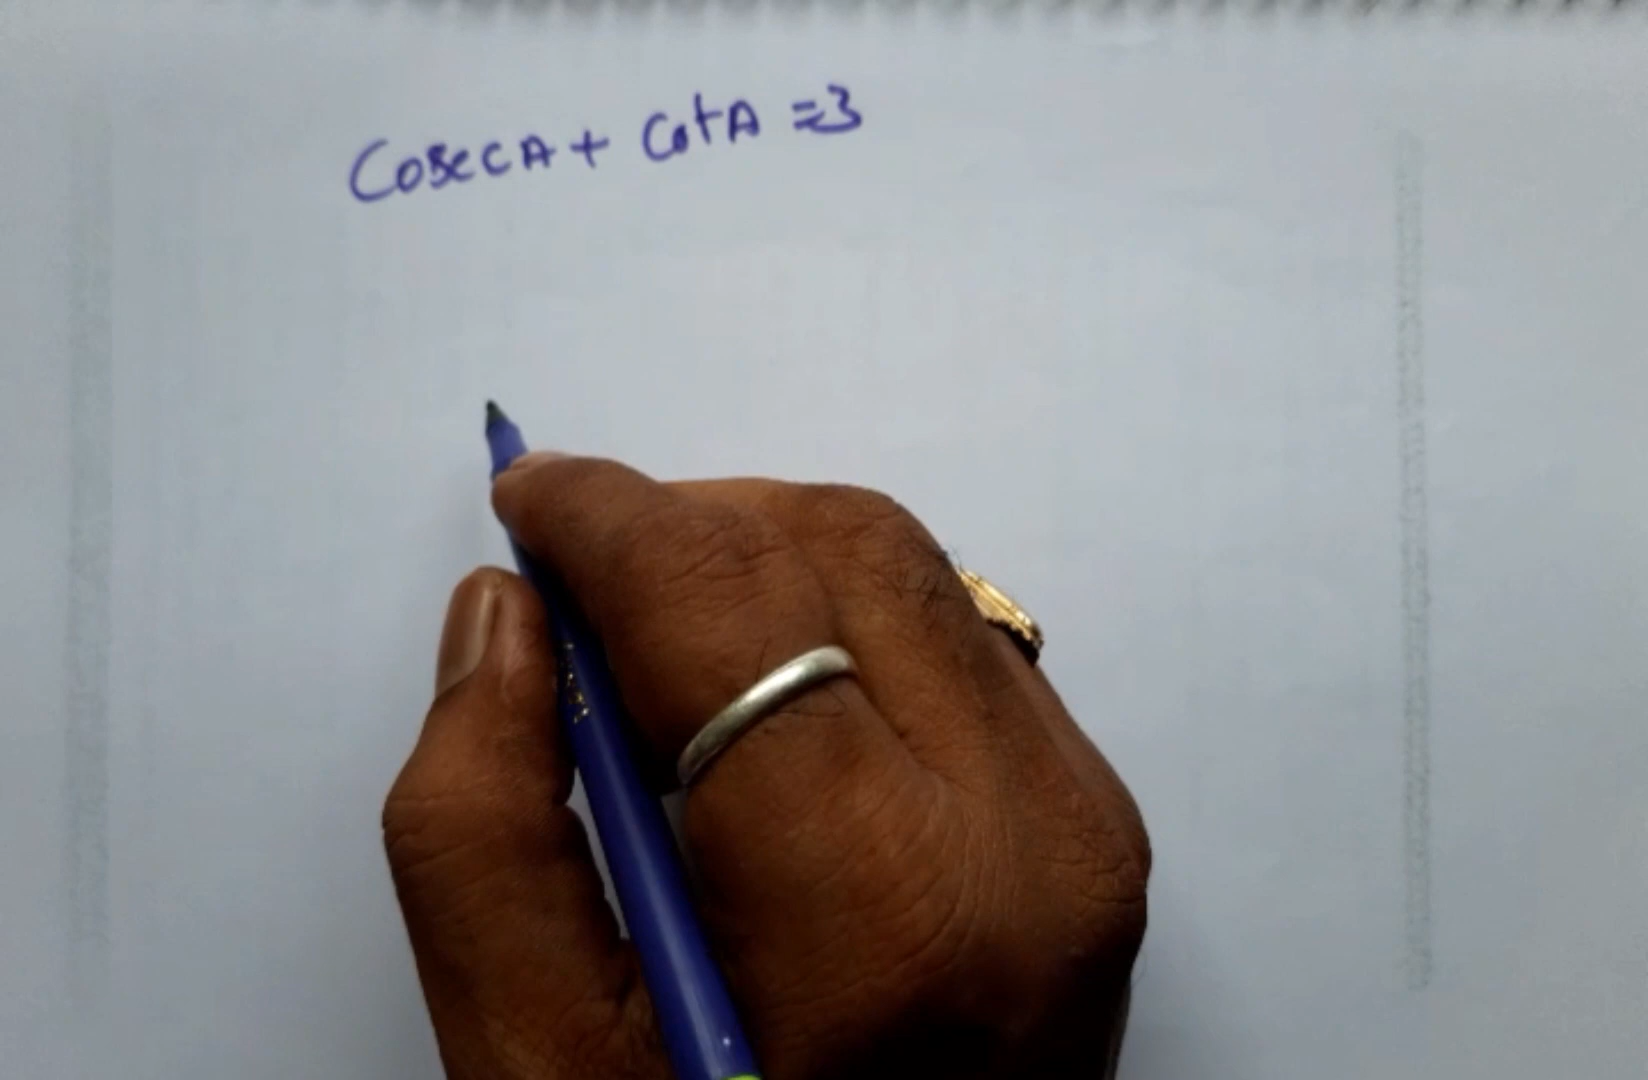 CosecA + CotA = 3